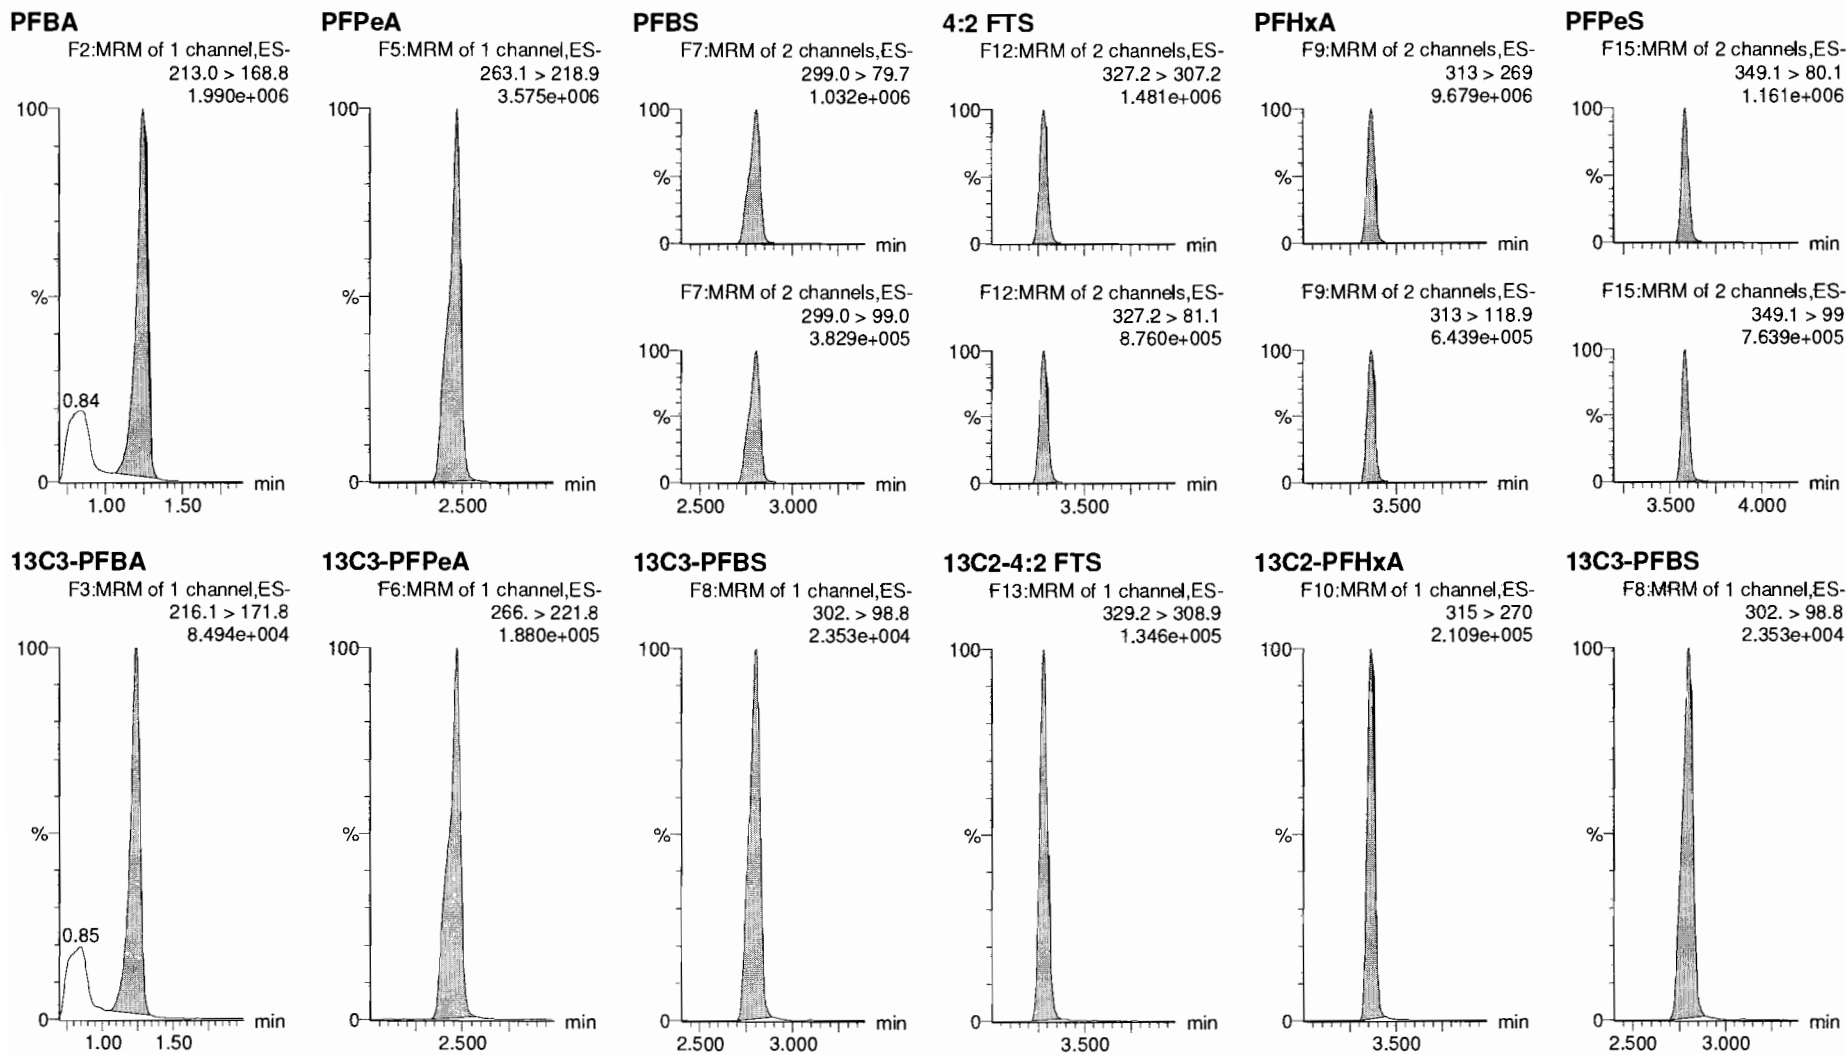 PFBA
F2:MRM of 1 channel,ES-
213.0 > 168.8
1.990e+006
100
%
0.84
0
min
1.00 1.50
PFPeA
F5:MRM of 1 channel,ES-
263.1 > 218.9
3.575e+006
100
%
0
min
2.500
PFBS
F7:MRM of 2 channels,ES-
299.0 > 79.7
1.032e+006
100
%
0
min
F7:MRM of 2 channels,ES-
299.0 > 99.0
3.829e+005
100
%
0
min
2.500 3.000
4:2 FTS
F12:MRM of 2 channels,ES-
327.2 > 307.2
1.481e+006
100
%
0
min
F12:MRM of 2 channels,ES-
327.2 > 81.1
8.760e+005
100
%
0
min
3.500
PFHxA
F9:MRM of 2 channels,ES-
313 > 269
9.679e+006
100
%
0
min
F9:MRM of 2 channels,ES-
313 > 118.9
6.439e+005
100
%
0
min
3.500
PFPeS
F15:MRM of 2 channels,ES-
349.1 > 80.1
1.161e+006
100
%
0
min
F15:MRM of 2 channels,ES-
349.1 > 99
7.639e+005
100
%
0
min
3.500 4.000
13C3-PFBA
F3:MRM of 1 channel,ES-
216.1 > 171.8
8.494e+004
100
%
0.85
0
min
1.00 1.50
13C3-PFPeA
F6:MRM of 1 channel,ES-
266. > 221.8
1.880e+005
100
%
0
min
2.500
13C3-PFBS
F8:MRM of 1 channel,ES-
302. > 98.8
2.353e+004
100
%
0
min
2.500 3.000
13C2-4:2 FTS
F13:MRM of 1 channel,ES-
329.2 > 308.9
1.346e+005
100
%
0
min
3.500
13C2-PFHxA
F10:MRM of 1 channel,ES-
315 > 270
2.109e+005
100
%
0
min
3.500
13C3-PFBS
F8:MRM of 1 channel,ES-
302. > 98.8
2.353e+004
100
%
0
min
2.500 3.000